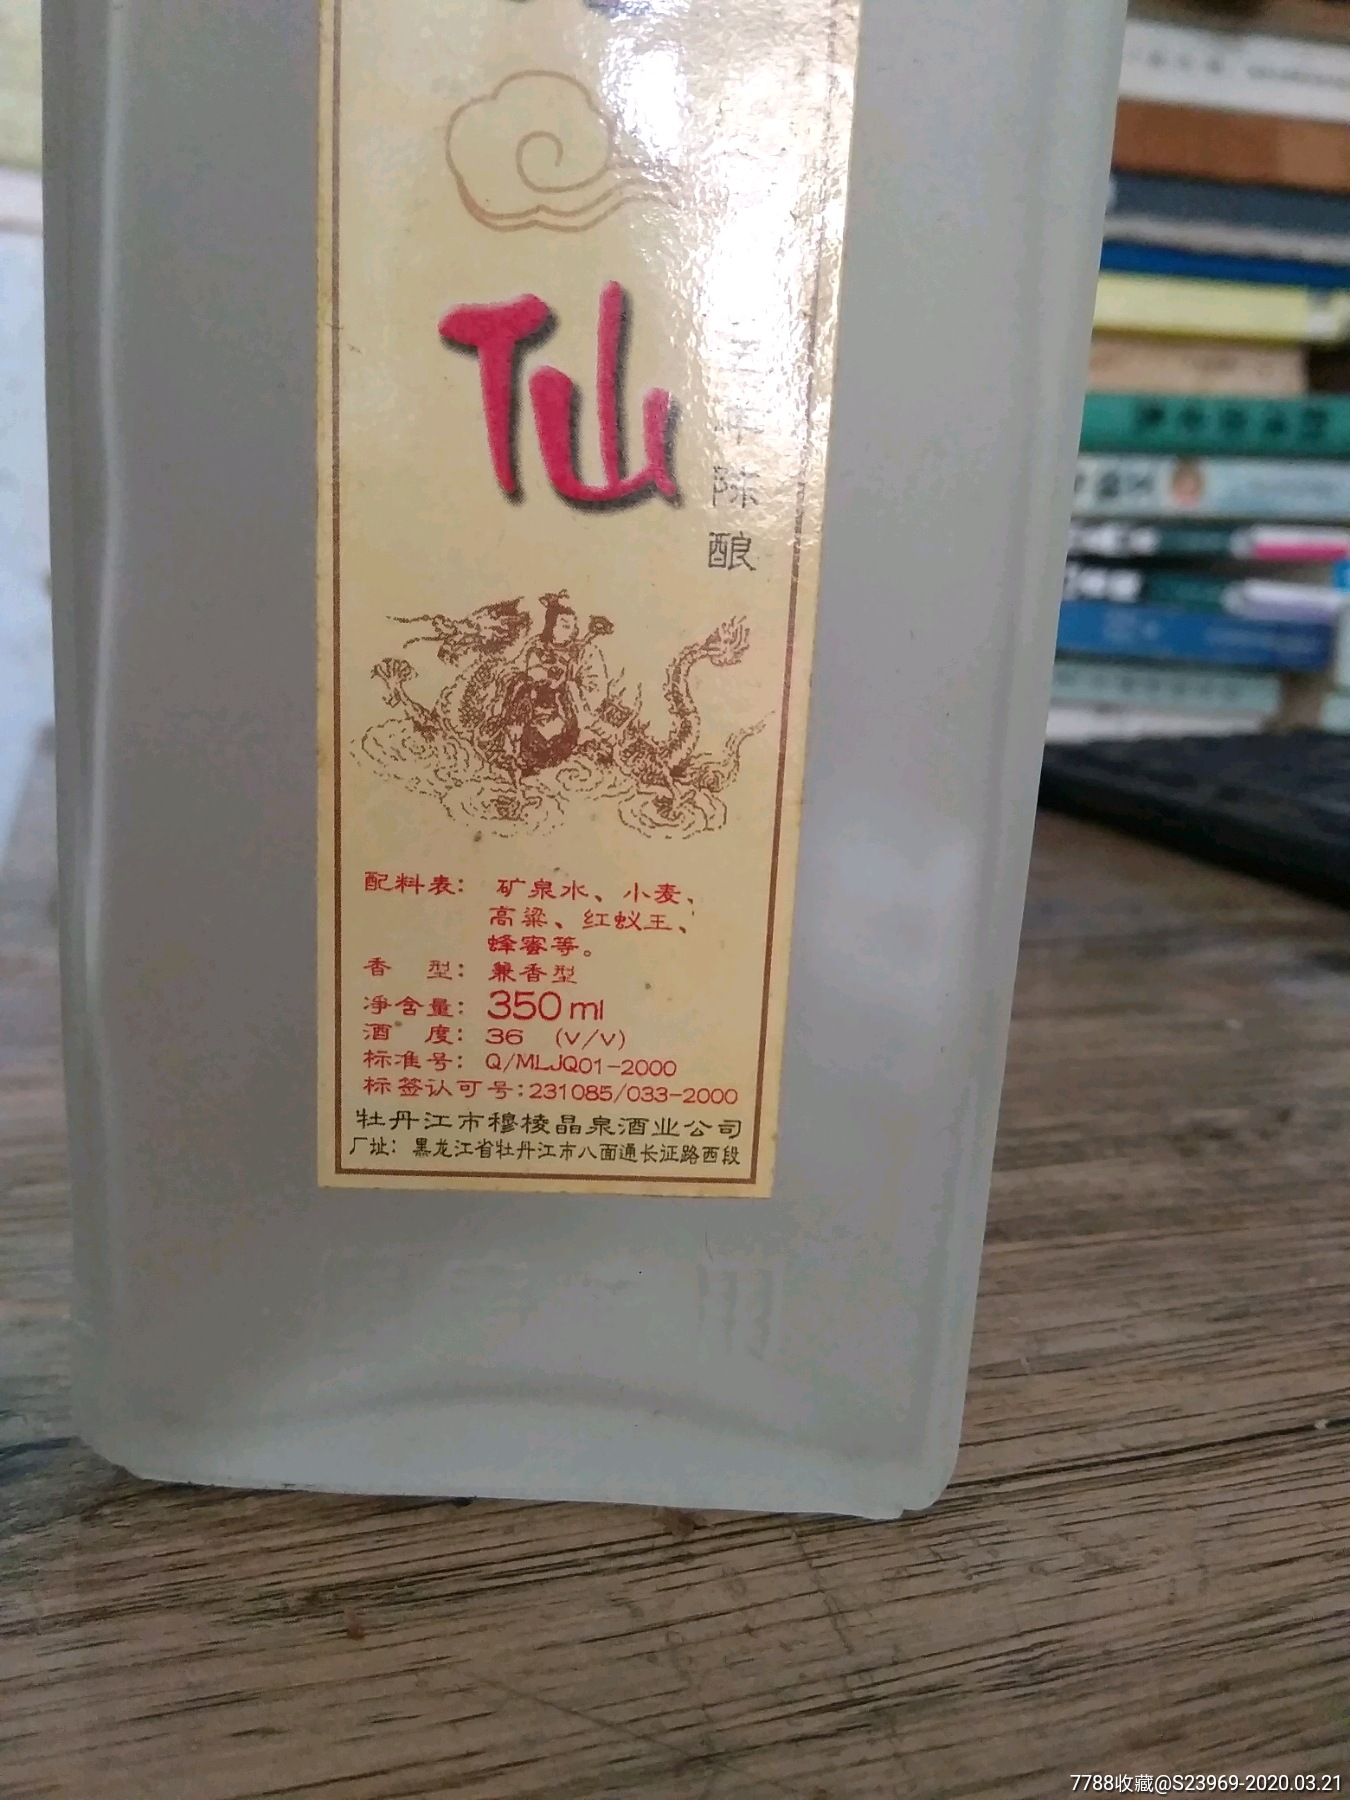 仙
陈
酿
配料表： 矿泉水、小麦、
高粱、红蚁王、
蜂蜜等。
香 型： 兼香型
净含量： 350ml
酒 度： 36 (V/V)
标准号： Q/MLJQ01-2000
标签认可号:231085/033-2000
牡丹江市穆棱晶泉酒业公司
厂址：黑龙江省牡丹江市八面通长征路西段
7788收藏@S23969-2020.03.21